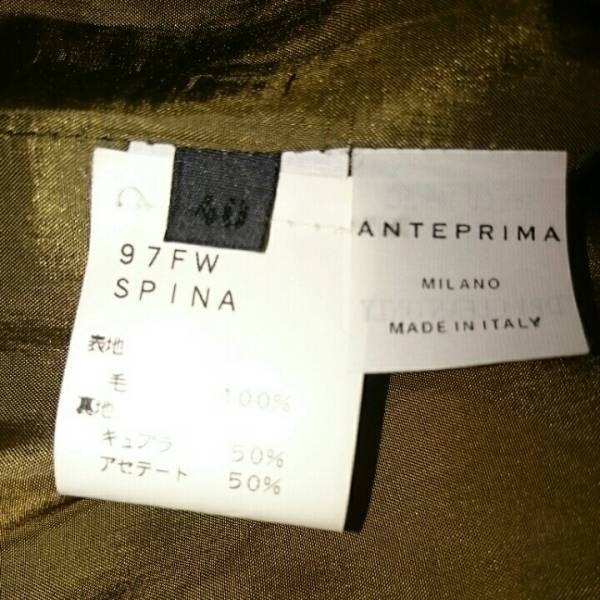 40
97FW
SPINA
表地
毛 100%
裏地
キュプラ 50%
アセテート 50%
ANTEPRIMA
MILANO
MADE IN ITALY